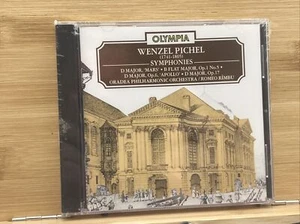 OLYMPIA
WENZEL PICHEL
(1741-1805)
SYMPHONIES
D MAJOR, 'MARS' • B FLAT MAJOR, Op.1 No.5 •
D MAJOR, Op.6, 'APOLLO' • D MAJOR, Op.17
ORADEA PHILHARMONIC ORCHESTRA / ROMEO RÎMBU